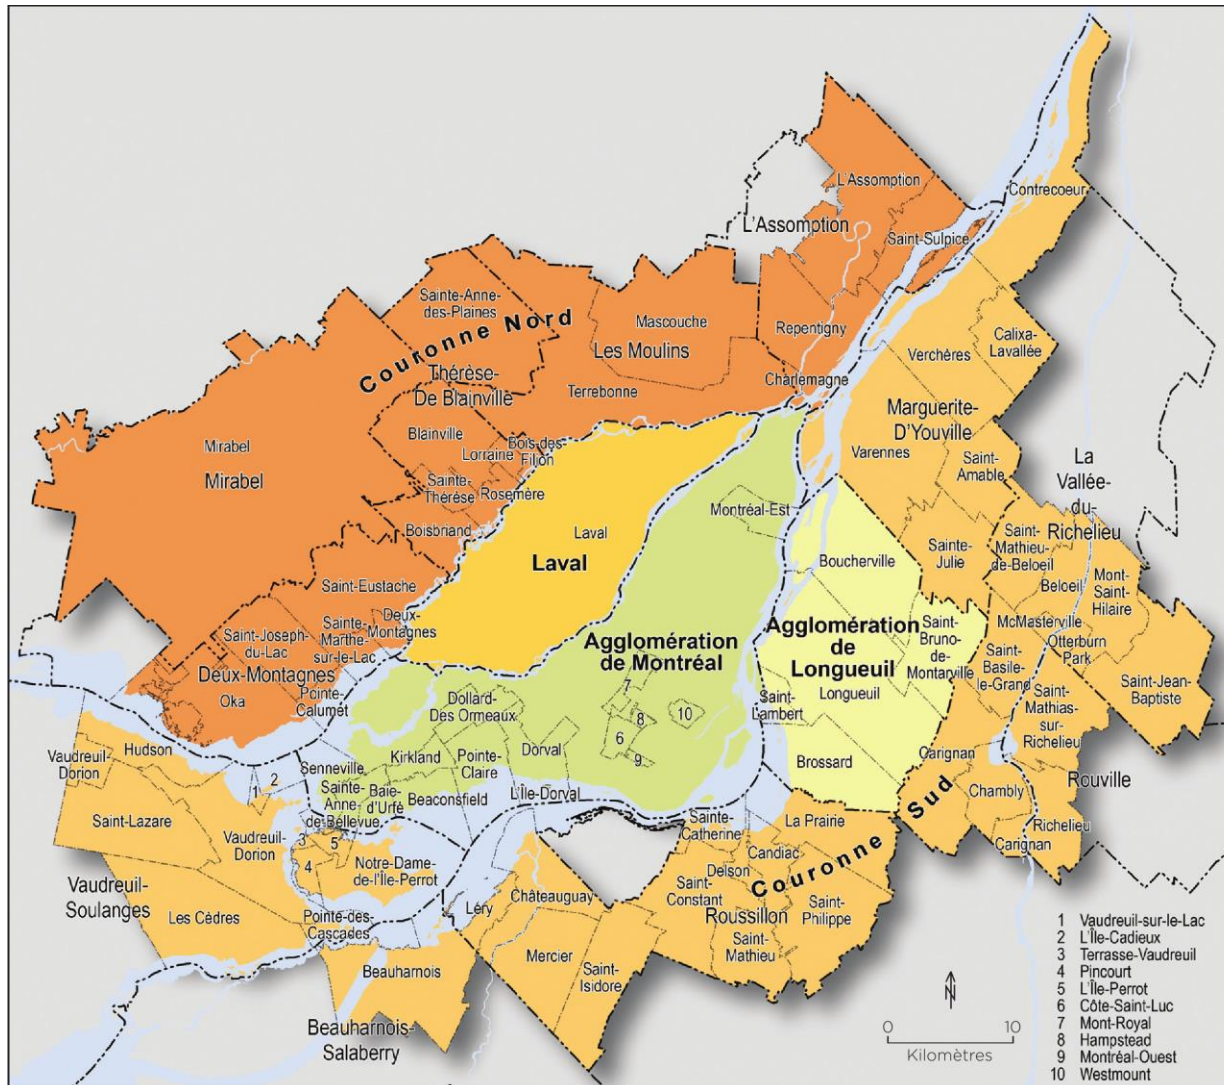 Contrecoeur
L'Assomption
L'Assomption
Saint-Sulpice
Sainte-Anne-
des-Plaines
Couronne Nord
Mascouche
Les Moulins
Repentigny
Calixa-
Lavallée
Verchères
Thérèse-
De Blainville
Terrebonne
Charlemagne
Marguerite-
D'Youville
Mirabel
Mirabel
Blainville
Lorraine
Bois-des-
Filion
Varennes
Saint-
Amable
La
Vallée-
du-
Richelieu
Sainte-
Thérèse
Rosemère
Boisbriand
Montréal-Est
Laval
Laval
Boucherville
Sainte-
Julie
Saint-
Mathieu-
de-Beloeil
Beloeil
Mont-
Saint-
Hilaire
Saint-Eustache
Deux-
Montagnes
Sainte-
Marthe-
sur-le-Lac
Saint-Joseph-
du-Lac
Deux-Montagnes
Oka
Pointe-
Calumet
Agglomération
de Montréal
Agglomération
de
Longueuil
Longueuil
Saint-
Bruno-
de-
Montarville
McMasterville
Otterburn
Park
Saint-
Basile-
le-Grand
Saint-Jean-
Baptiste
Saint-
Mathias-
sur-
Richelieu
Saint-
Lambert
Dollard-
Des Ormeaux
7
8
10
6
9
Hudson
Vaudreuil-
Dorion
1
2
Senneville
Kirkland
Pointe-
Claire
Dorval
Brossard
Carignan
Rouville
Sainte-
Anne-
de-Bellevue
Baie-
d'Urfé
Beaconsfield
L'Île-Dorval
Saint-Lazare
Vaudreuil-
Dorion
3
5
4
Notre-Dame-
de-l'Île-Perrot
Sainte-
Catherine
La Prairie
Couronne Sud
Chambly
Richelieu
Carignan
Candiac
Delson
Saint-
Constant
Roussillon
Saint-
Philippe
Saint-
Mathieu
Vaudreuil-
Soulanges
Les Cèdres
Pointe-des-
Cascades
Léry
Châteauguay
Mercier
Saint-
Isidore
Beauharnois
Beauharnois-
Salaberry
N
0 10
Kilomètres
1 Vaudreuil-sur-le-Lac
2 L'Île-Cadieux
3 Terrasse-Vaudreuil
4 Pincourt
5 L'Île-Perrot
6 Côte-Saint-Luc
7 Mont-Royal
8 Hampstead
9 Montréal-Ouest
10 Westmount